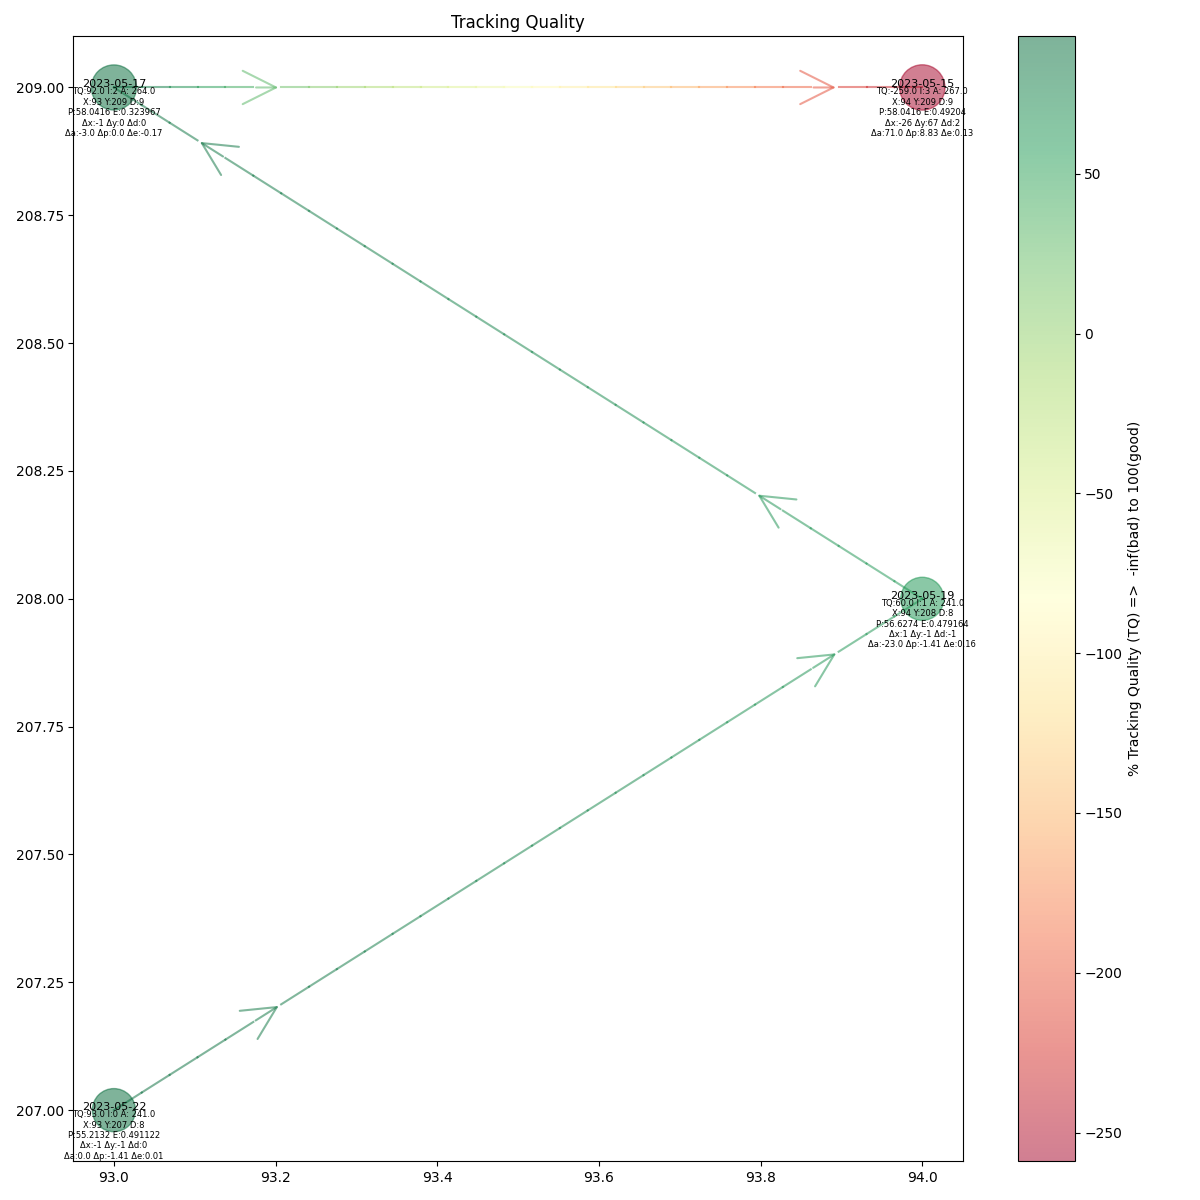 Tracking Quality
209.00
208.75
208.50
208.25
208.00
207.75
207.50
207.25
207.00
2023-05-17
TQ:92.0 I:2 A: 264.0
X:93 Y:209 D:9
P:58.0416 E:0.323967
Δx:-1 Δy:0 Δd:0
Δa:-3.0 Δp:0.0 Δe:-0.17
2023-05-15
TQ:-259.0 I:3 A: 267.0
X:94 Y:209 D:9
P:58.0416 E:0.49204
Δx:-26 Δy:67 Δd:2
Δa:71.0 Δp:8.83 Δe:0.13
2023-05-19
TQ:60.0 I:1 A: 241.0
X:94 Y:208 D:8
P:56.6274 E:0.479164
Δx:1 Δy:-1 Δd:-1
Δa:-23.0 Δp:-1.41 Δe:0.16
2023-05-22
TQ:93.0 I:0 A: 241.0
X:93 Y:207 D:8
P:55.2132 E:0.491122
Δx:-1 Δy:-1 Δd:0
Δa:0.0 Δp:-1.41 Δe:0.01
93.0
93.2
93.4
93.6
93.8
94.0
50
0
−50
−100
−150
−200
−250
% Tracking Quality (TQ) =>  -inf(bad) to 100(good)